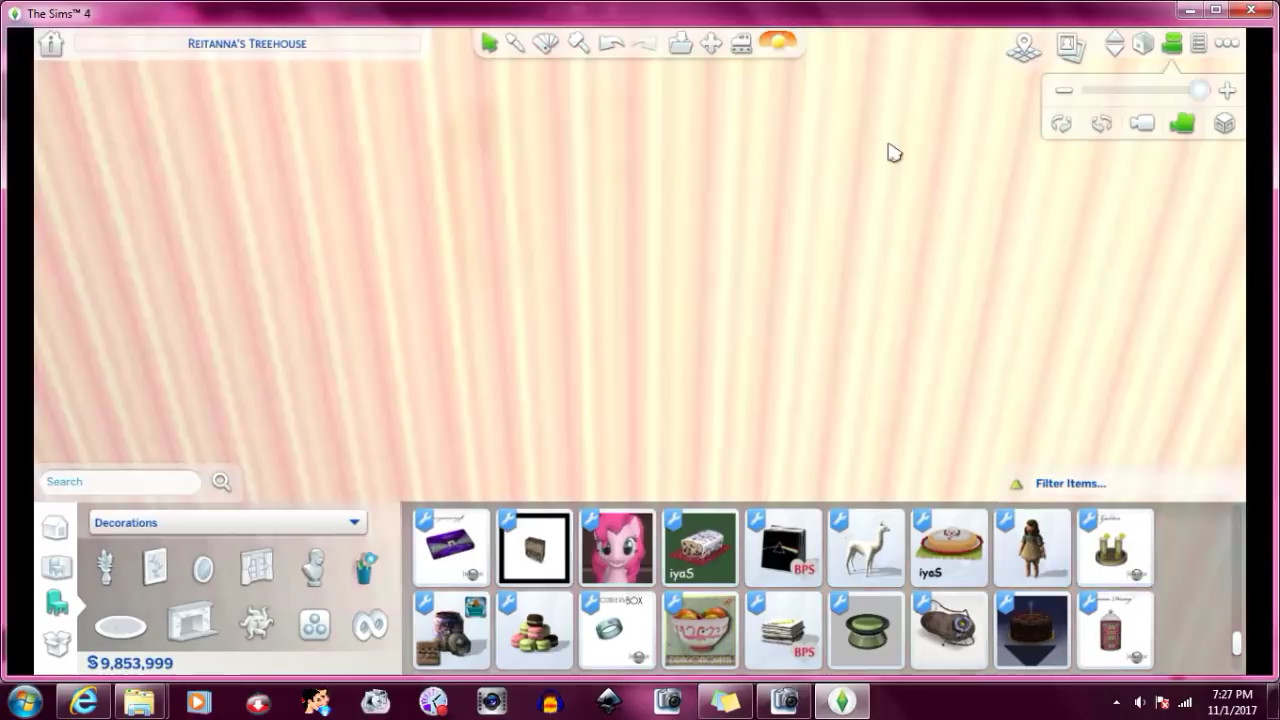 The Sims™ 4
REITANNA'S TREEHOUSE
Search
Filter Items...
Decorations
iyaS
BPS
iyaS
BPS
§9,853,999
7:27 PM
11/1/2017